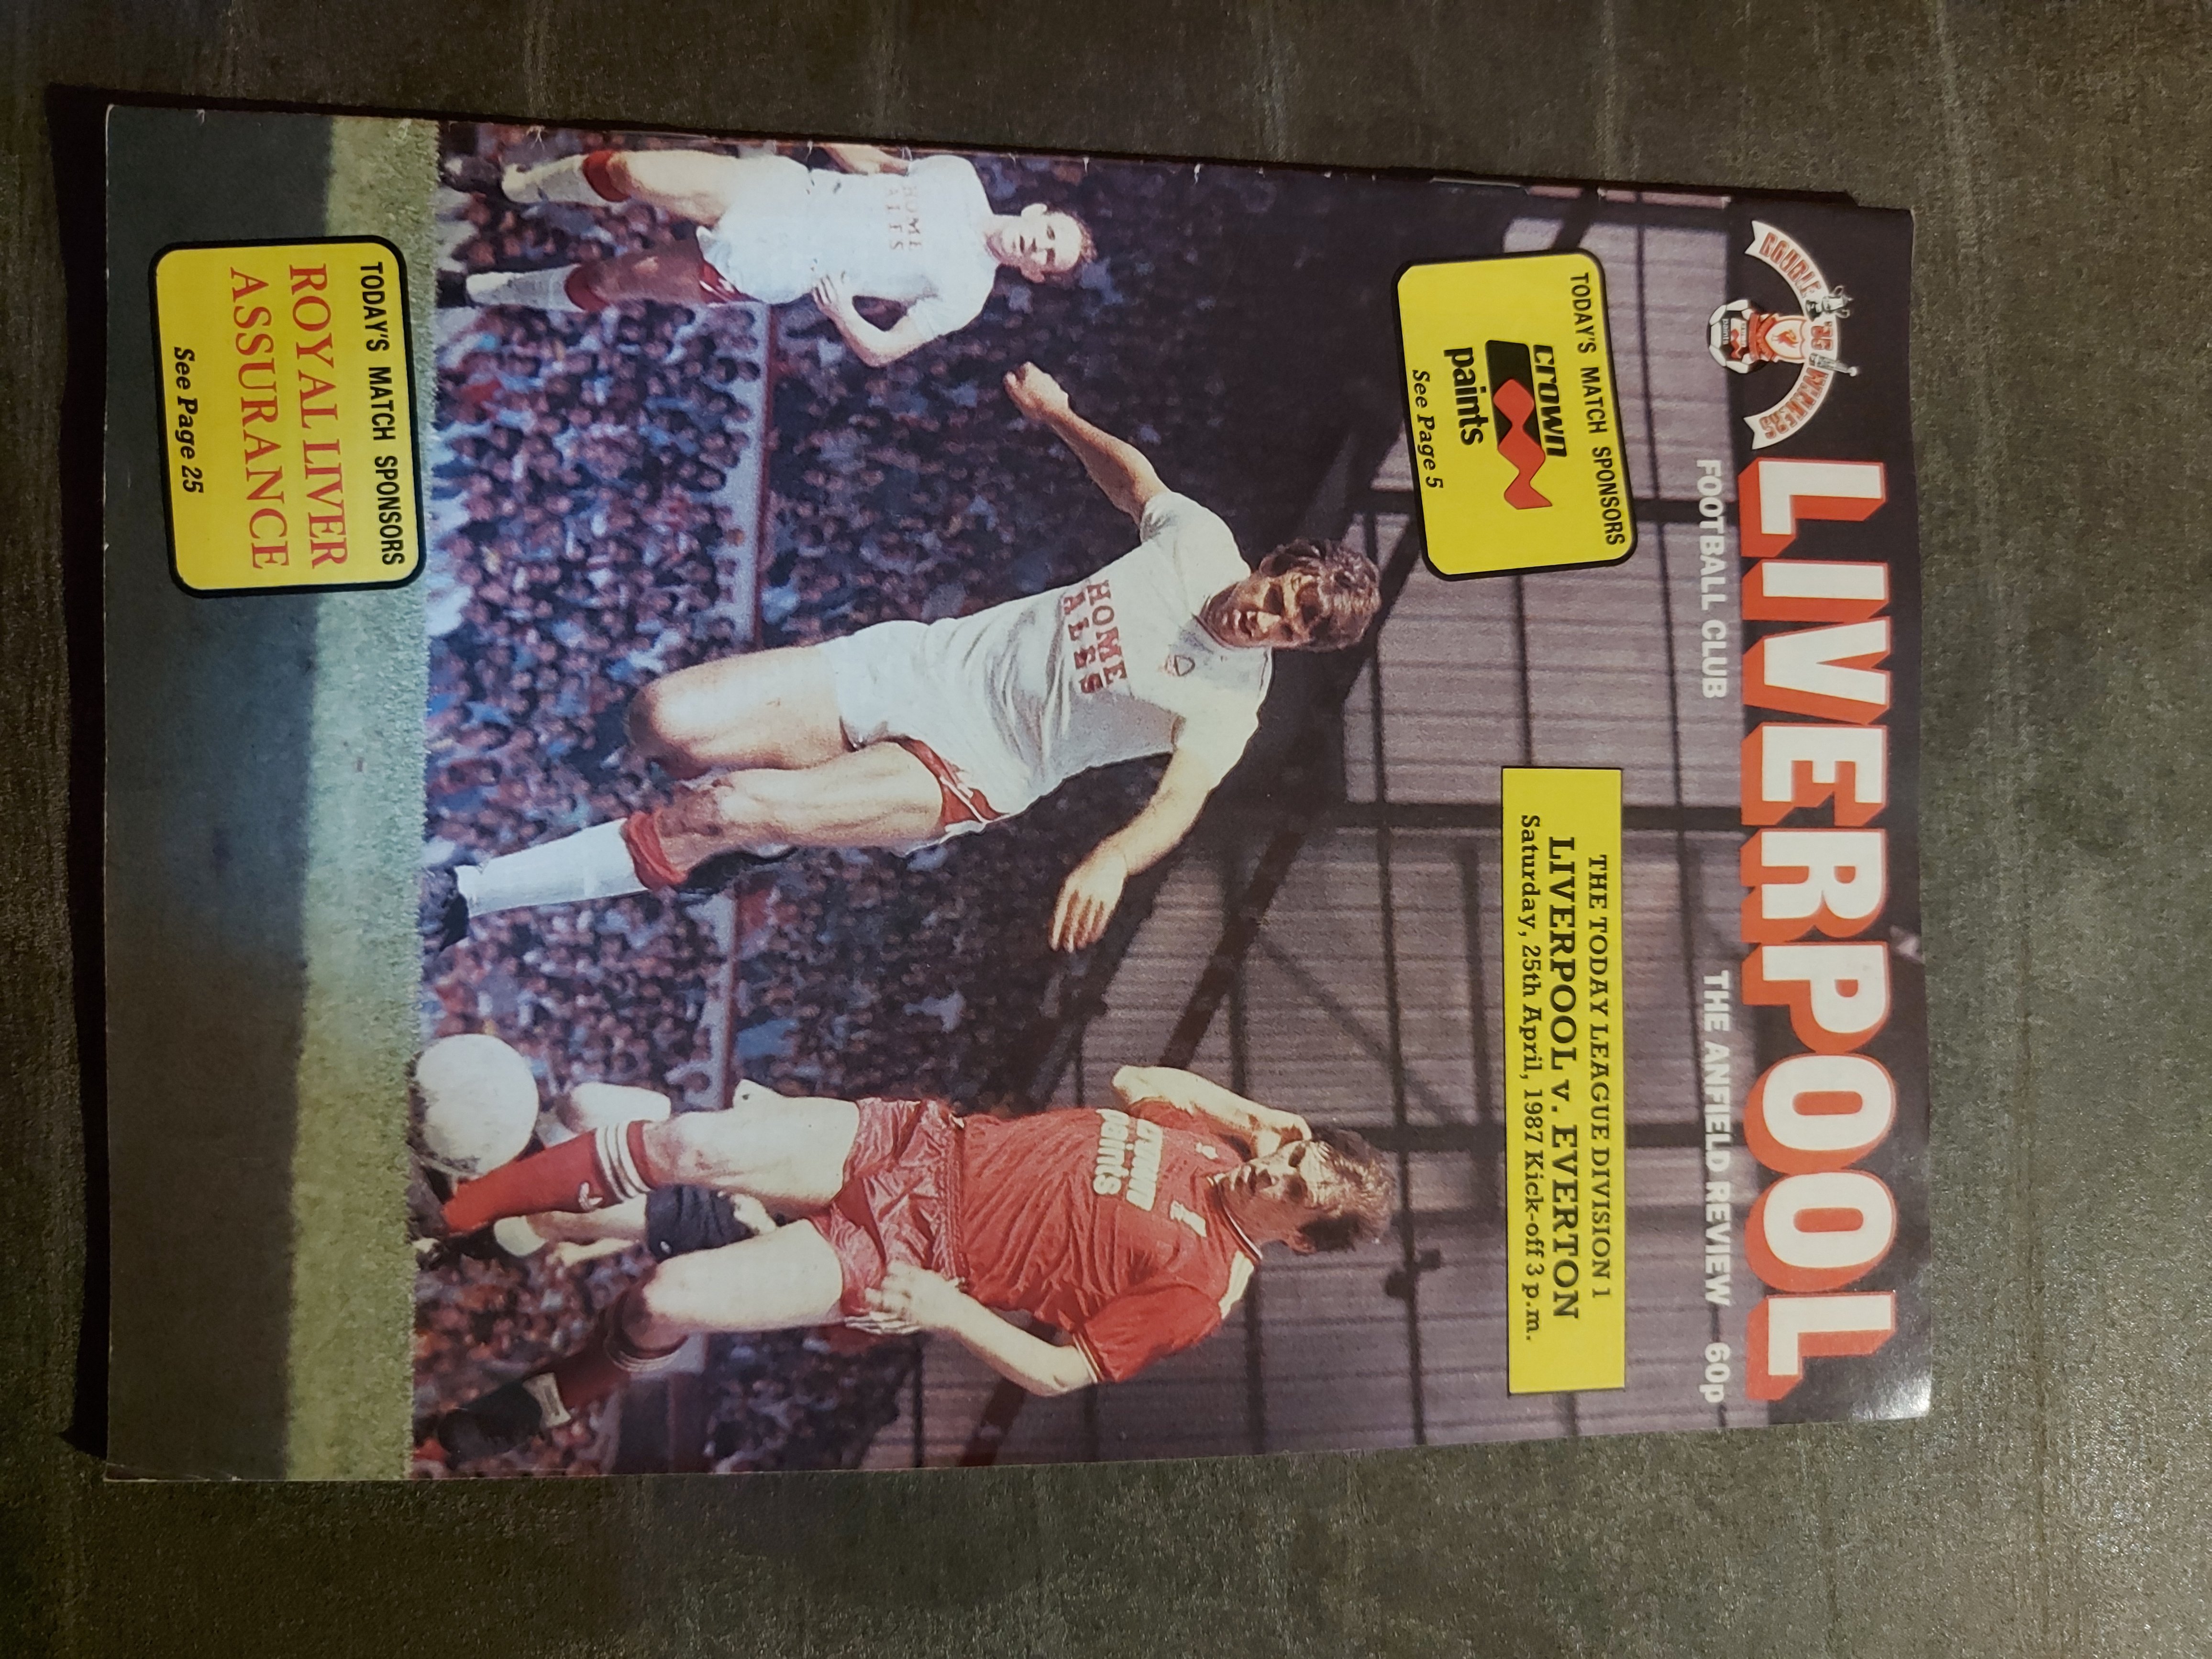 DOUBLE WINNERS
LIVERPOOL
FOOTBALL CLUB
THE ANFIELD REVIEW 60p
TODAY'S MATCH SPONSORS
crown
paints
See Page 5
THE TODAY LEAGUE DIVISION 1
LIVERPOOL v. EVERTON
Saturday, 25th April, 1987 Kick-off 3 p.m.
HOME
ALES
HOME
ALES
CROWN
paints
TODAY'S MATCH SPONSORS
ROYAL LIVER
ASSURANCE
See Page 25